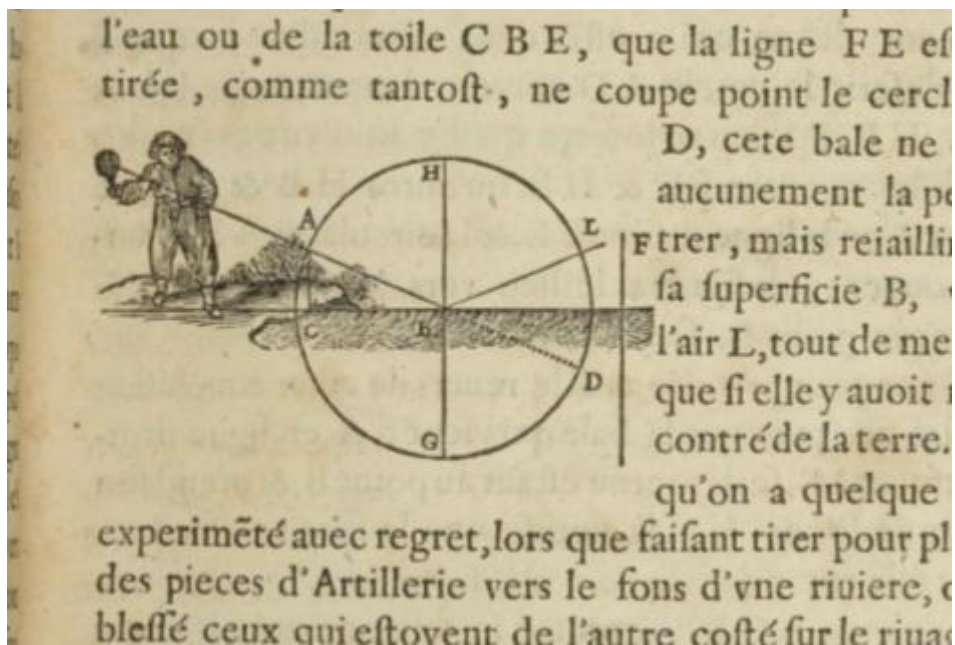 l'eau ou de la toile C B E, que la ligne F E eſ
tirée, comme tantoſt, ne coupe point le cercl
D, cete bale ne
aucunement la pe
trer, mais reiailli
ſa ſuperficie B,
l'air L, tout de me
que ſi elle y auoit
contré de la terre.
qu'on a quelque
experimẽté auec regret, lors que faiſant tirer pour pl
des pieces d'Artillerie vers le fons d'vne riuiere,
bleſſé ceux qui eſtoyent de l'autre coſté ſur le riuag
H
A
L
F
C
B
D
G